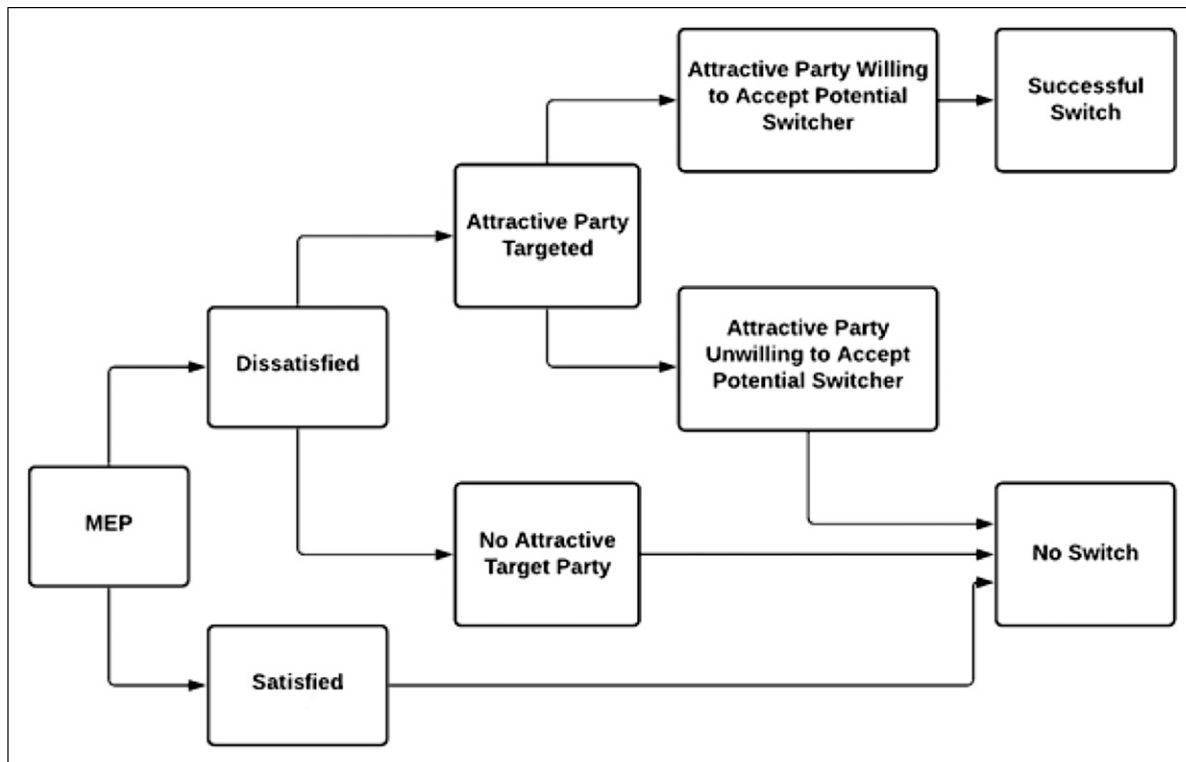 Attractive Party Willing
to Accept Potential
Switcher
Successful
Switch
Attractive Party
Targeted
Attractive Party
Unwilling to Accept
Potential Switcher
Dissatisfied
MEP
No Attractive
Target Party
No Switch
Satisfied